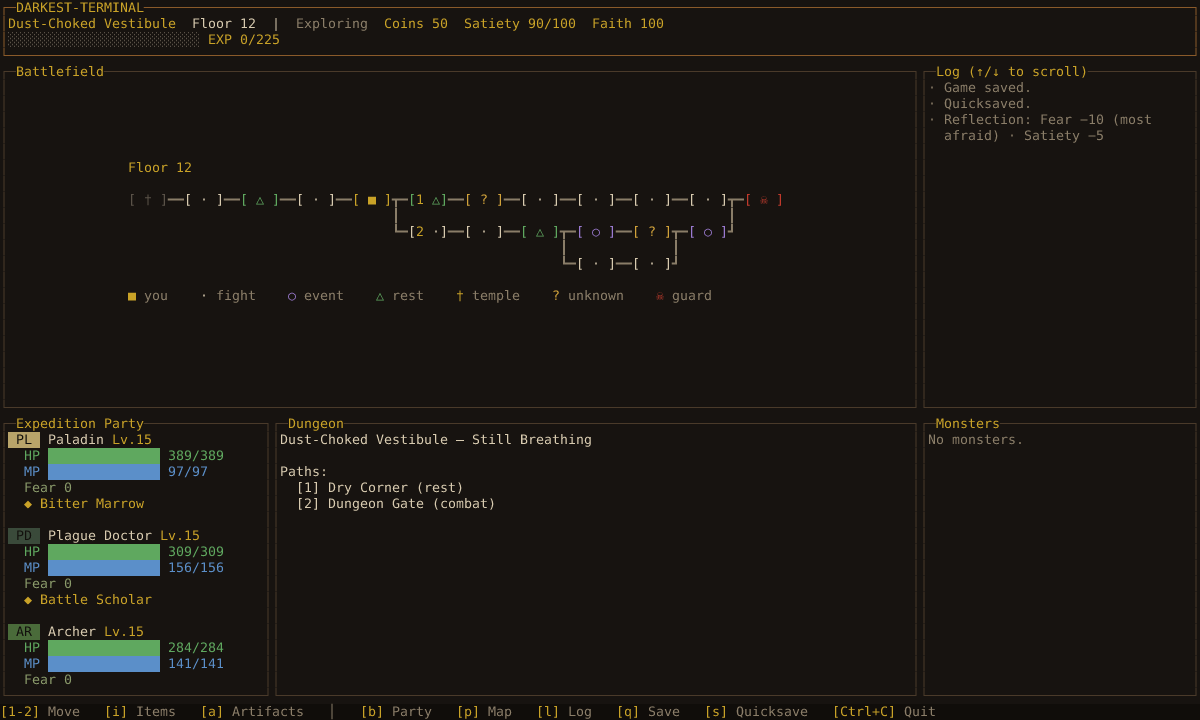 DARKEST-TERMINAL
Dust-Choked Vestibule  Floor 12  |  Exploring  Coins 50  Satiety 90/100  Faith 100
EXP 0/225
Battlefield
Floor 12
[ † ]━━[ · ]━━[ △ ]━━[ · ]━━[ ■ ]┳━[1 △]━━[ ? ]━━[ · ]━━[ · ]━━[ · ]━━[ · ]┳━[ ☠ ]
┗━[2 ·]━━[ · ]━━[ △ ]┳━[ ○ ]━━[ ? ]┳━[ ○ ]┛
┗━[ · ]━━[ · ]┛
■ you  · fight  ○ event  △ rest  † temple  ? unknown  ☠ guard
Log (↑/↓ to scroll)
· Game saved.
· Quicksaved.
· Reflection: Fear −10 (most
afraid) · Satiety −5
Expedition Party
PL Paladin Lv.15
HP 389/389
MP 97/97
Fear 0
◆ Bitter Marrow
PD Plague Doctor Lv.15
HP 309/309
MP 156/156
Fear 0
◆ Battle Scholar
AR Archer Lv.15
HP 284/284
MP 141/141
Fear 0
Dungeon
Dust-Choked Vestibule — Still Breathing
Paths:
[1] Dry Corner (rest)
[2] Dungeon Gate (combat)
Monsters
No monsters.
[1-2] Move  [i] Items  [a] Artifacts  |  [b] Party  [p] Map  [l] Log  [q] Save  [s] Quicksave  [Ctrl+C] Quit